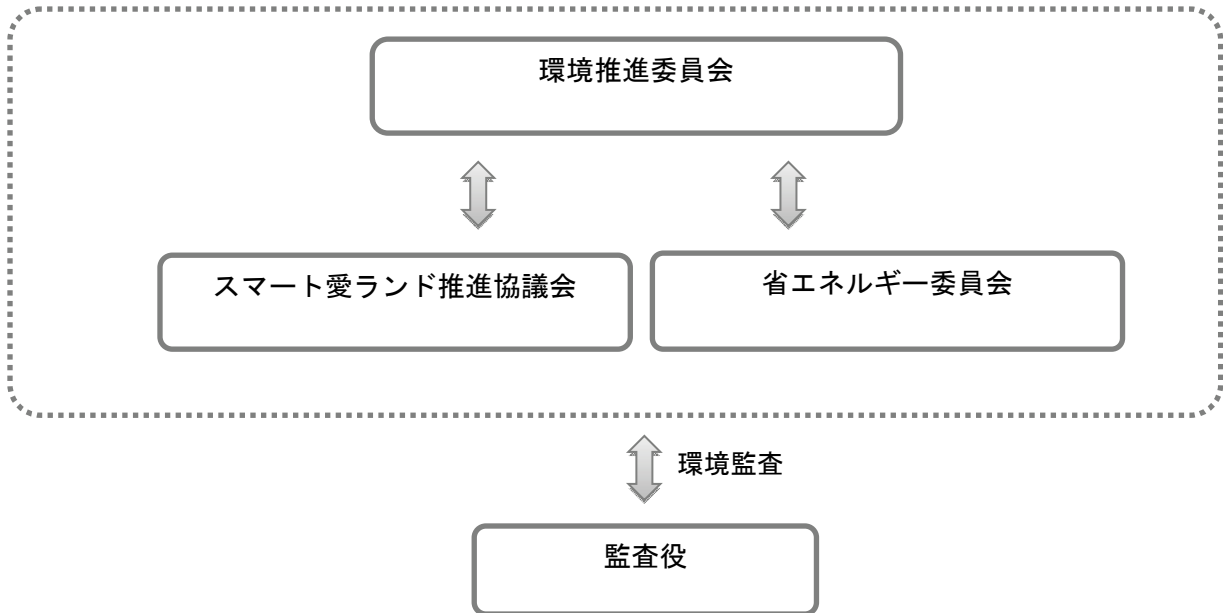 環境推進委員会
スマート愛ランド推進協議会
省エネルギー委員会
環境監査
監査役